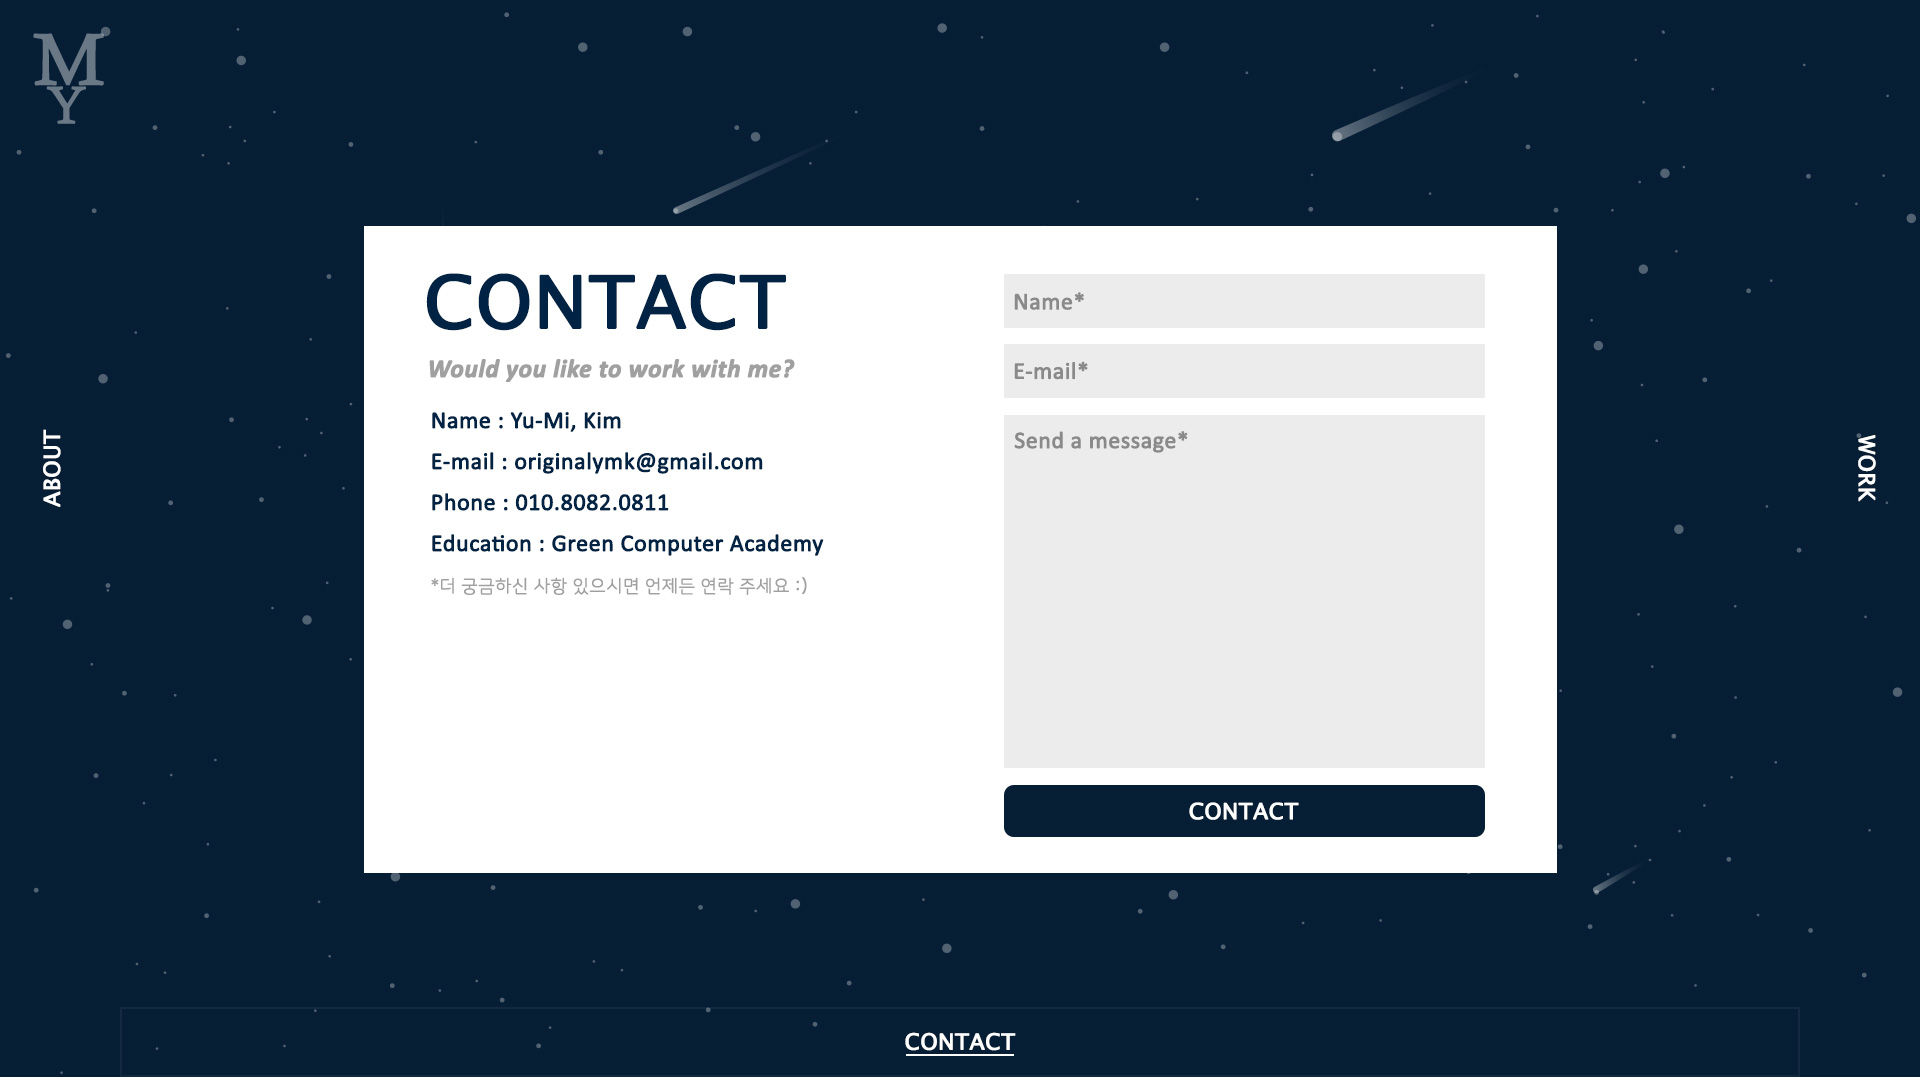 MY
CONTACT
Would you like to work with me?
Name : Yu-Mi, Kim
E-mail : originalymk@gmail.com
Phone : 010.8082.0811
Education : Green Computer Academy
*더 궁금하신 사항 있으시면 언제든 연락 주세요 :)
Name*
E-mail*
Send a message*
CONTACT
ABOUT
WORK
CONTACT